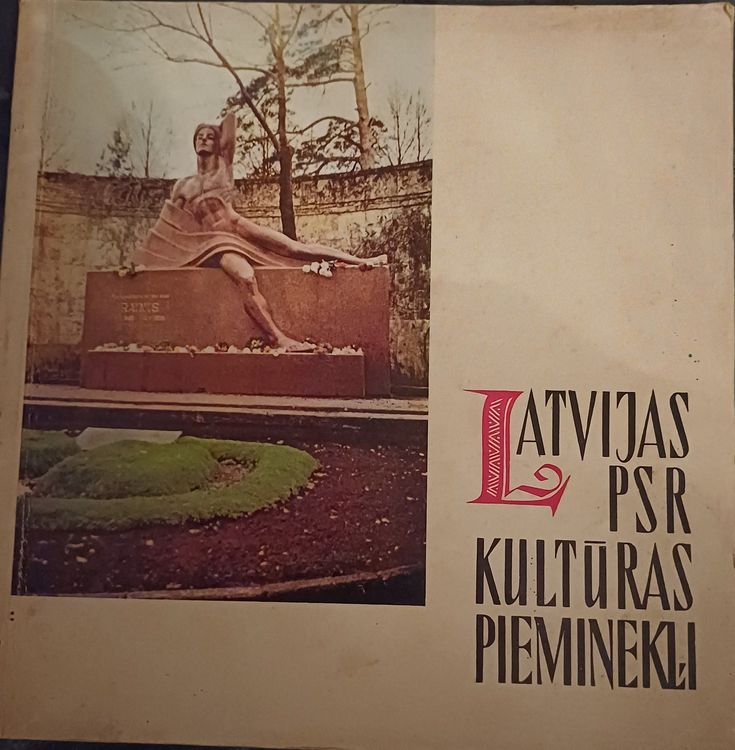 RAINIS
LATVIJAS
PSR
KULTŪRAS
PIEMINEKĻI